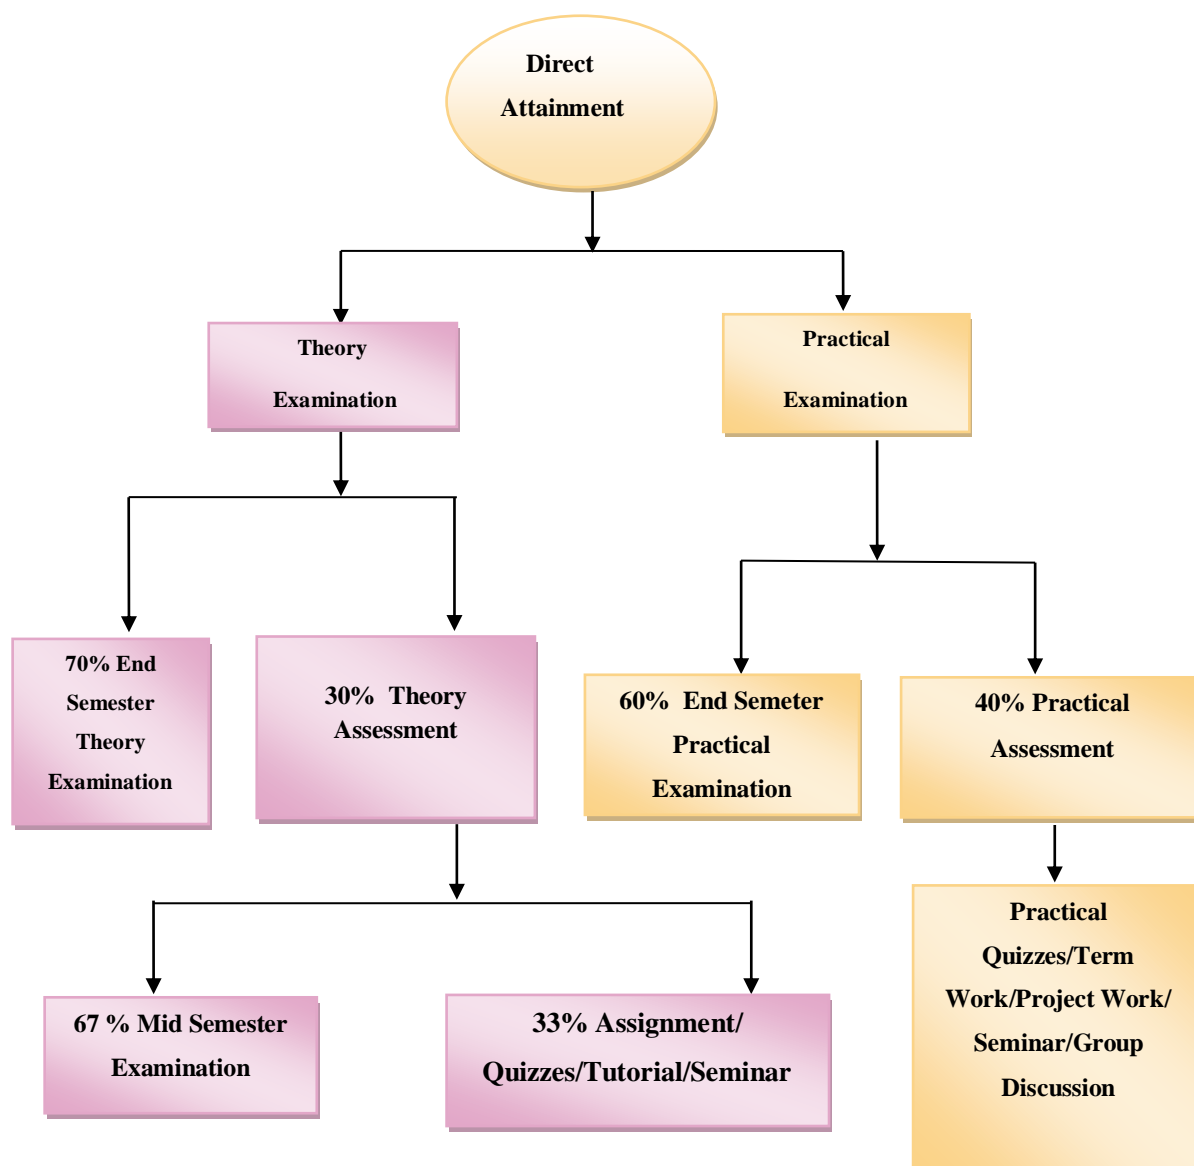 Direct
Attainment
Theory
Examination
Practical
Examination
70% End
Semester
Theory
Examination
30%  Theory
Assessment
60%  End Semeter
Practical
Examination
40% Practical
Assessment
67 % Mid Semester
Examination
33% Assignment/
Quizzes/Tutorial/Seminar
Practical
Quizzes/Term
Work/Project Work/
Seminar/Group
Discussion